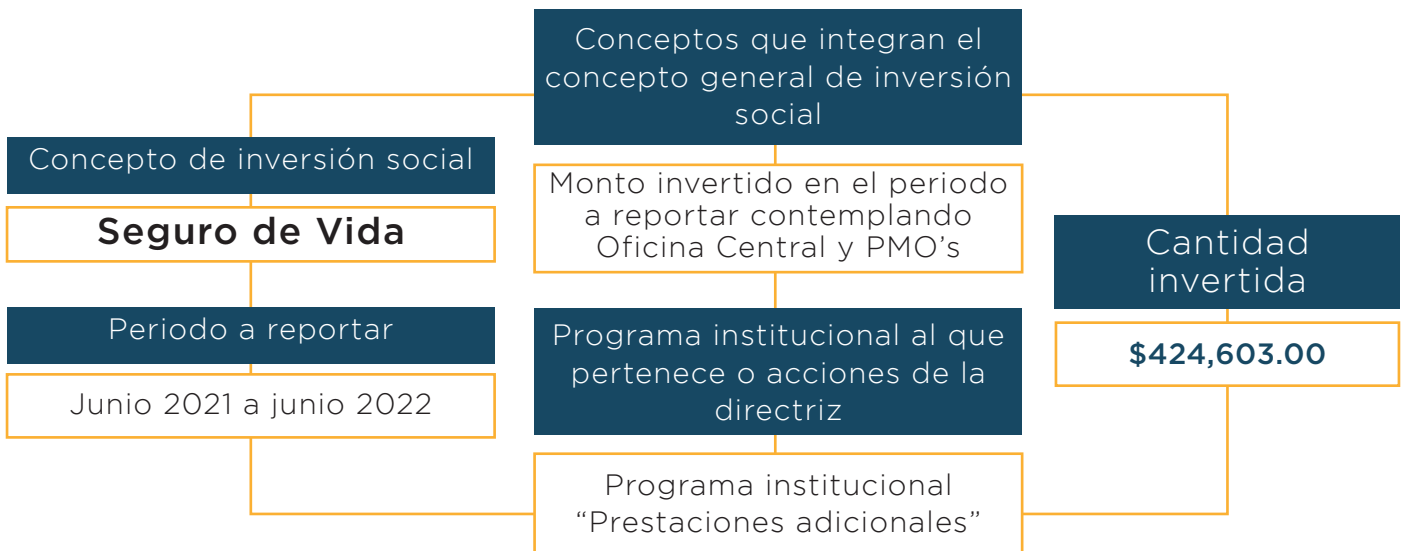 Conceptos que integran el
concepto general de inversión
social
Concepto de inversión social
Seguro de Vida
Periodo a reportar
Junio 2021 a junio 2022
Monto invertido en el periodo
a reportar contemplando
Oficina Central y PMO’s
Programa institucional al que
pertenece o acciones de la
directriz
Programa institucional
“Prestaciones adicionales”
Cantidad
invertida
$424,603.00